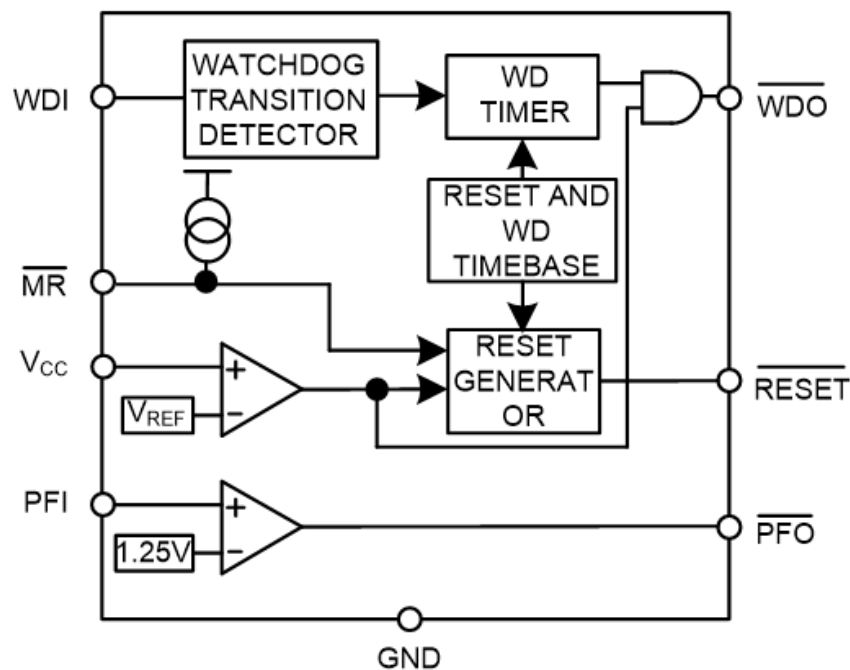 WATCHDOG
TRANSITION
DETECTOR
WD
TIMER
WDI
WDO
RESET AND
WD
TIMEBASE
MR
VCC
+
−
VREF
RESET
GENERAT
OR
RESET
PFI
+
−
1.25V
PFO
GND